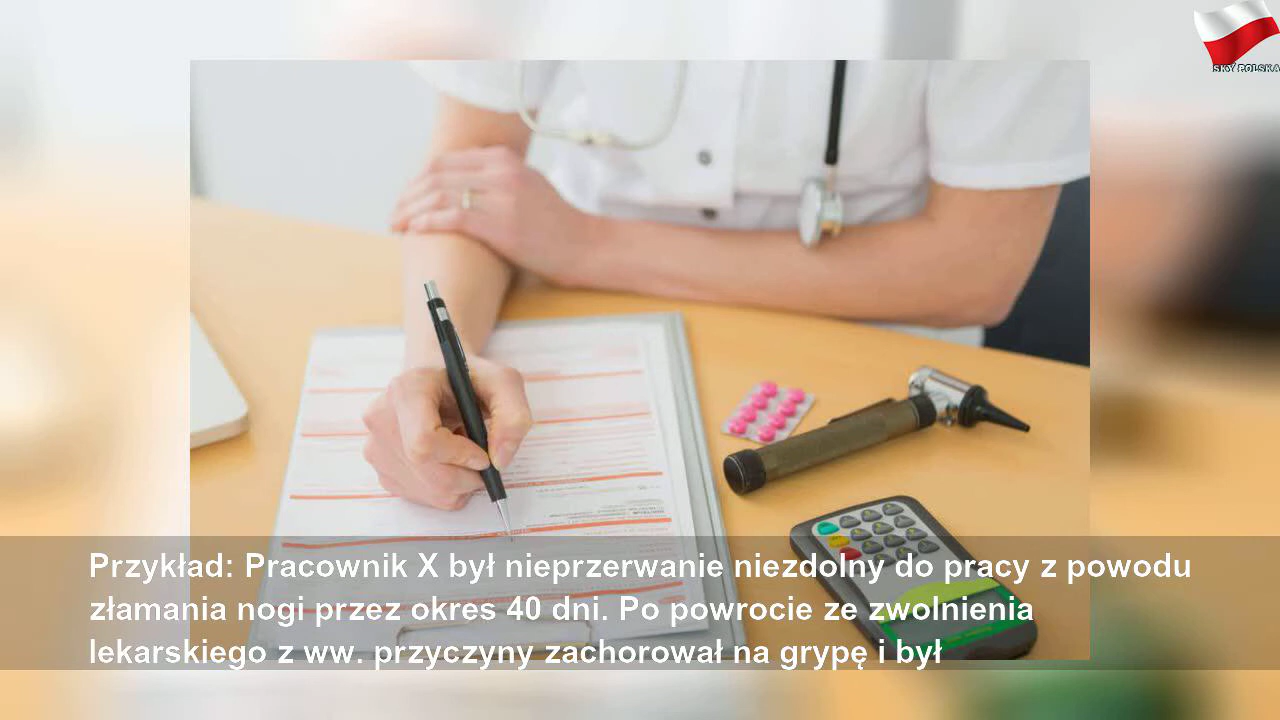 SKY POLSKA
Przykład: Pracownik X był nieprzerwanie niezdolny do pracy z powodu
złamania nogi przez okres 40 dni. Po powrocie ze zwolnienia
lekarskiego z ww. przyczyny zachorował na grypę i był